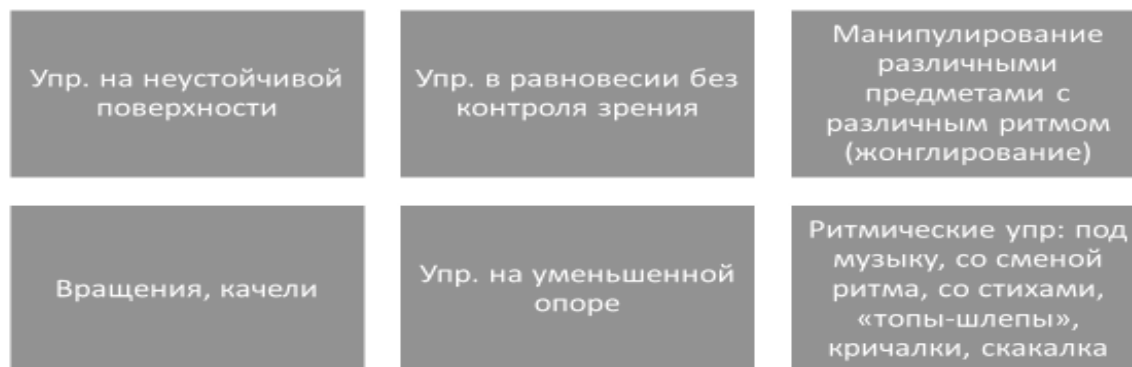 Упр. на неустойчивой
поверхности
Упр. в равновесии без
контроля зрения
Манипулирование
различными
предметами с
различным ритмом
(жонглирование)
Вращения, качели
Упр. на уменьшенной
опоре
Ритмические упр: под
музыку, со сменой
ритма, со стихами,
«топы-шлепы»,
кричалки, скакалка